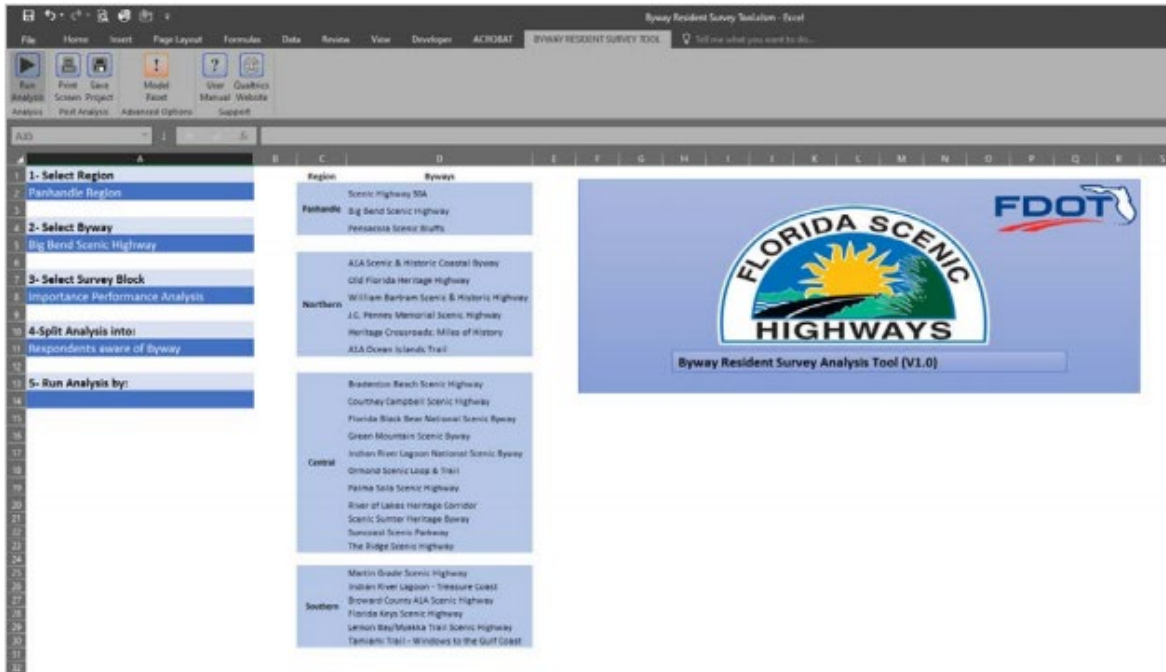 Byway Resident Survey Tool.xlsm - Excel
File Home Insert Page Layout Formulas Data Review View Developer ACROBAT BYWAY RESIDENT SURVEY TOOL Tell me what you want to do...
Run Analysis
Print Screen
Save Project
Model Reset
User Manual
Qualtrics Website
Analysis Post Analysis Advanced Options Support
A B C D E F G H I J K L M N O P Q R S
1- Select Region
Panhandle Region
2- Select Byway
Big Bend Scenic Highway
3- Select Survey Block
Importance Performance Analysis
4-Split Analysis into:
Respondents aware of Byway
5- Run Analysis by:
Region Byways
Panhandle
Scenic Highway 30A
Big Bend Scenic Highway
Pensacola Scenic Bluffs
Northern
A1A Scenic & Historic Coastal Byway
Old Florida Heritage Highway
William Bartram Scenic & Historic Highway
J.C. Penney Memorial Scenic Highway
Heritage Crossroads: Miles of History
A1A Ocean Islands Trail
Central
Bradenton Beach Scenic Highway
Courtney Campbell Scenic Highway
Florida Black Bear National Scenic Byway
Green Mountain Scenic Byway
Indian River Lagoon National Scenic Byway
Ormond Scenic Loop & Trail
Palma Sola Scenic Highway
River of Lakes Heritage Corridor
Scenic Sumter Heritage Byway
Suncoast Scenic Parkway
The Ridge Scenic Highway
Southern
Martin Grade Scenic Highway
Indian River Lagoon - Treasure Coast
Broward County A1A Scenic Highway
Florida Keys Scenic Highway
Lemon Bay/Myakka Trail Scenic Highway
Tamiami Trail - Windows to the Gulf Coast
FDOT
FLORIDA SCENIC
HIGHWAYS
Byway Resident Survey Analysis Tool (V1.0)